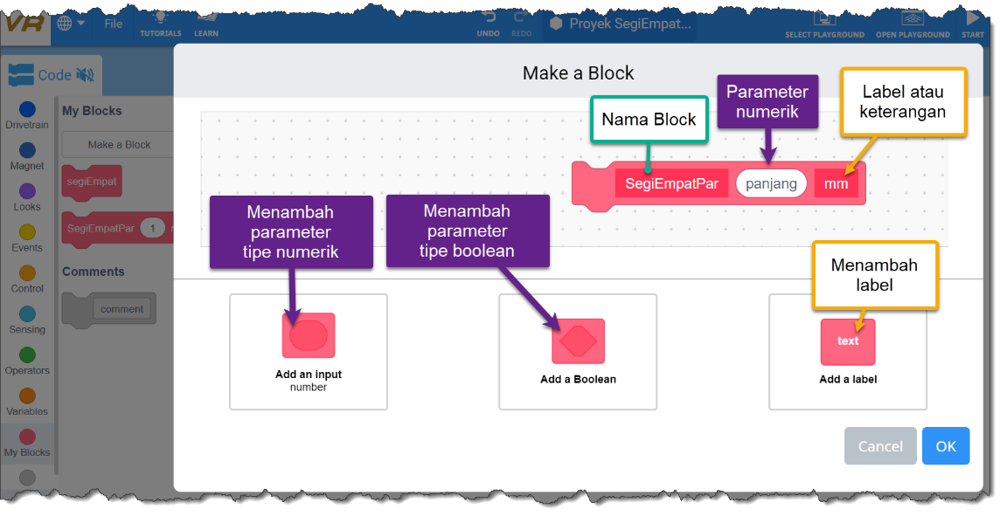 VR
File
TUTORIALS
LEARN
UNDO
REDO
Proyek SegiEmpat...
SELECT PLAYGROUND
OPEN PLAYGROUND
START
Code
Make a Block
Drivetrain
Magnet
Looks
Events
Control
Sensing
Operators
Variables
My Blocks
My Blocks
Make a Block
segiEmpat
SegiEmpatPar 1
Comments
comment
Nama Block
Parameter
numerik
Label atau
keterangan
SegiEmpatPar panjang mm
Menambah
parameter
tipe numerik
Menambah
parameter
tipe boolean
Menambah
label
Add an input
number
Add a Boolean
text
Add a label
Cancel
OK